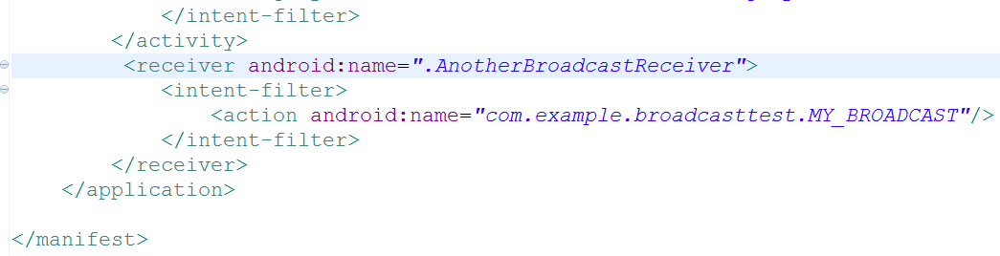 </intent-filter>
</activity>
<receiver android:name=".AnotherBroadcastReceiver">
<intent-filter>
<action android:name="com.example.broadcasttest.MY_BROADCAST"/>
</intent-filter>
</receiver>
</application>
</manifest>